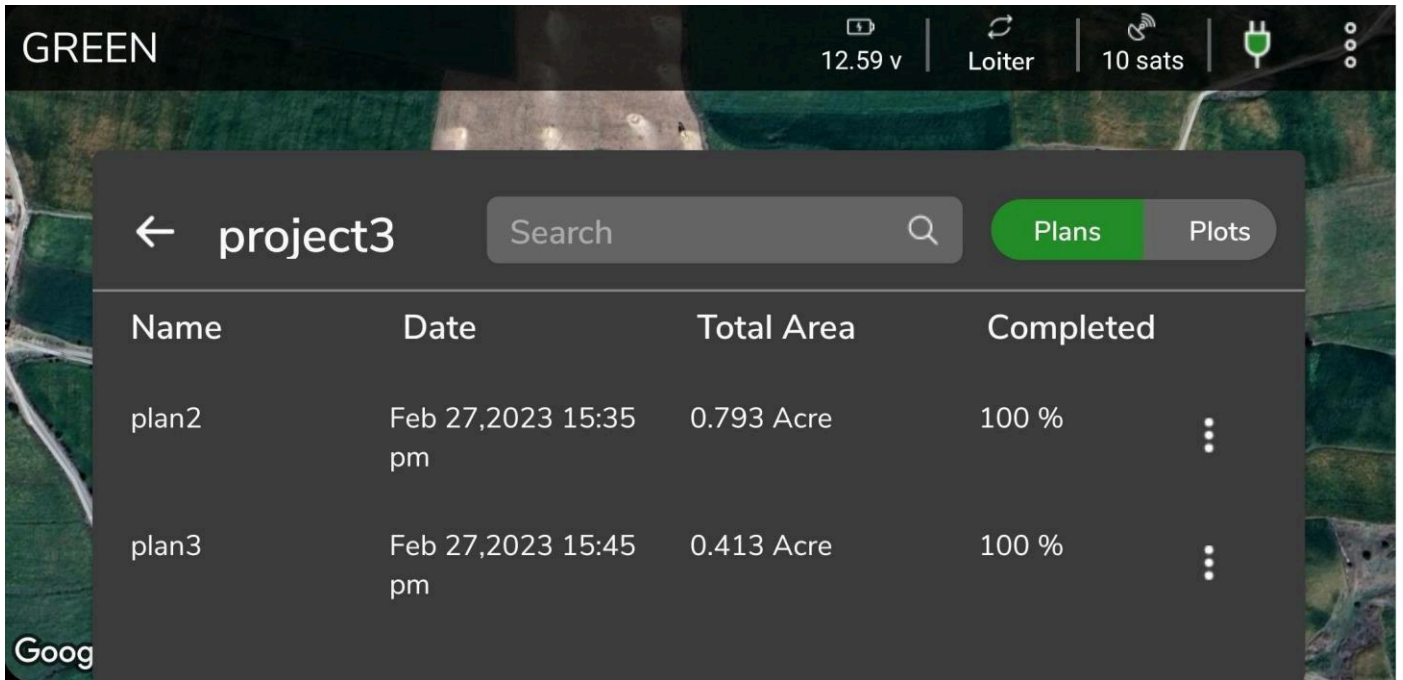 GREEN
12.59 v
Loiter
10 sats
project3
Search
Plans
Plots
Name Date Total Area Completed
plan2 Feb 27,2023 15:35 0.793 Acre 100 %
pm
plan3 Feb 27,2023 15:45 0.413 Acre 100 %
pm
Goog